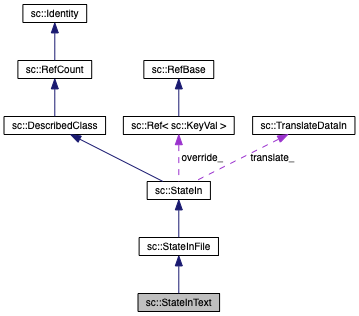 sc::Identity
sc::RefCount
sc::RefBase
sc::DescribedClass
sc::Ref< sc::KeyVal >
sc::TranslateDataIn
override_
translate_
sc::StateIn
sc::StateInFile
sc::StateInText